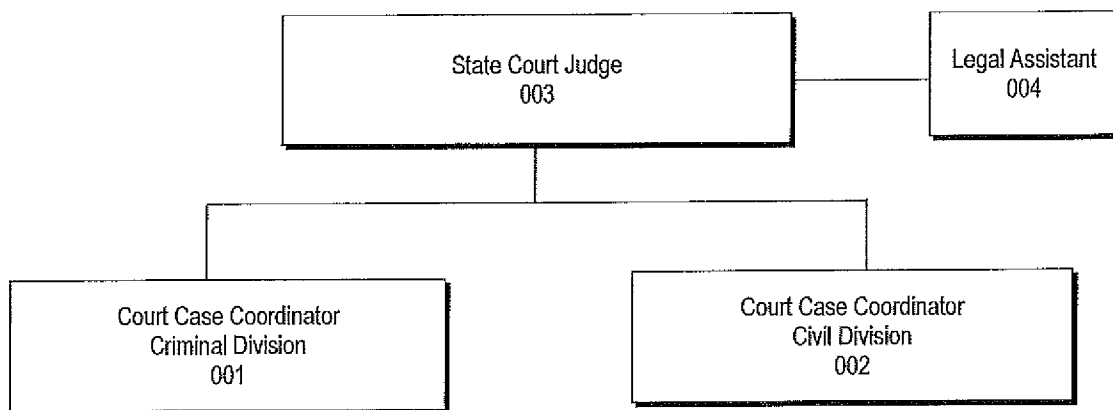 State Court Judge
003
Legal Assistant
004
Court Case Coordinator
Criminal Division
001
Court Case Coordinator
Civil Division
002